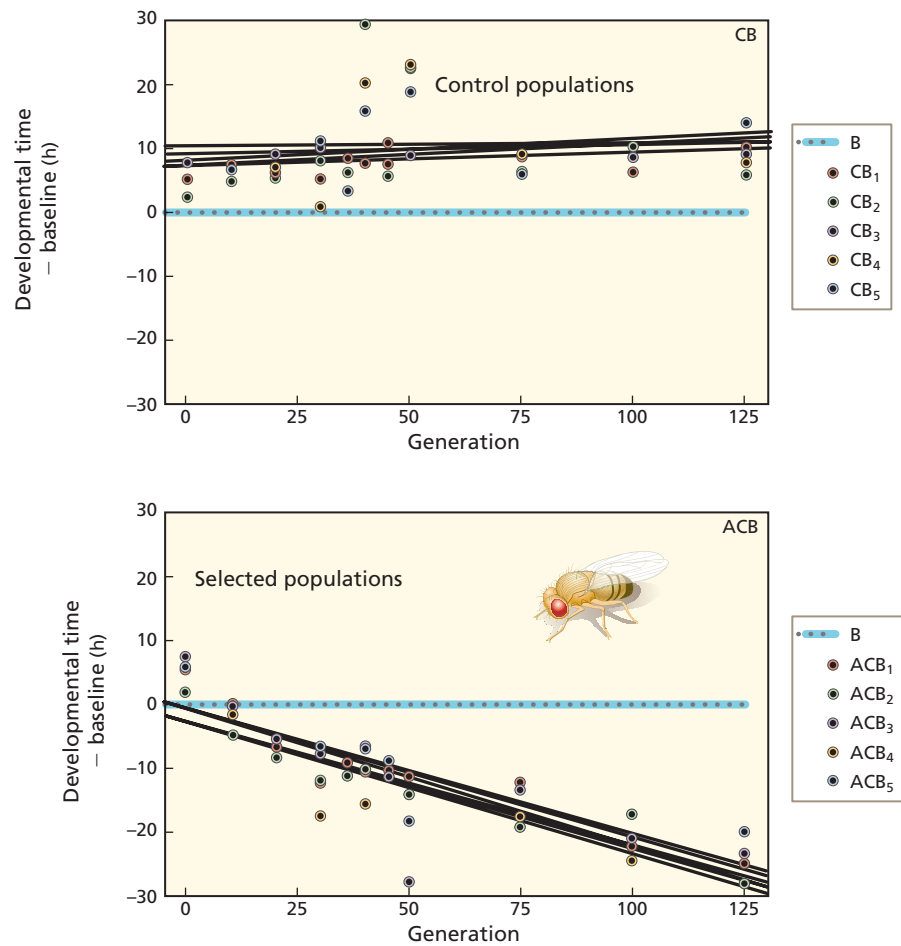 30
CB
20
Control populations
10
0
−10
−20
−30
Developmental time
− baseline (h)
0
25
50
75
100
125
Generation
B
CB1
CB2
CB3
CB4
CB5
30
ACB
20
Selected populations
10
0
−10
−20
−30
Developmental time
− baseline (h)
0
25
50
75
100
125
Generation
B
ACB1
ACB2
ACB3
ACB4
ACB5